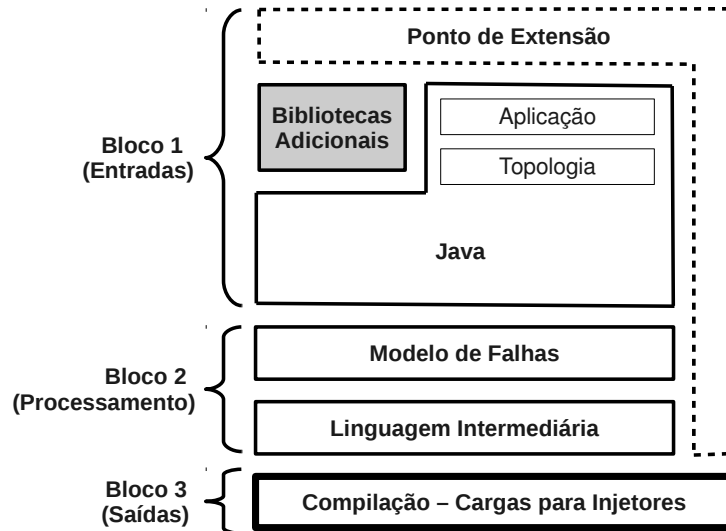 Ponto de Extensão
Bibliotecas
Adicionais
Aplicação
Topologia
Bloco 1
(Entradas)
Java
Modelo de Falhas
Bloco 2
(Processamento)
Linguagem Intermediária
Bloco 3
(Saídas)
Compilação – Cargas para Injetores